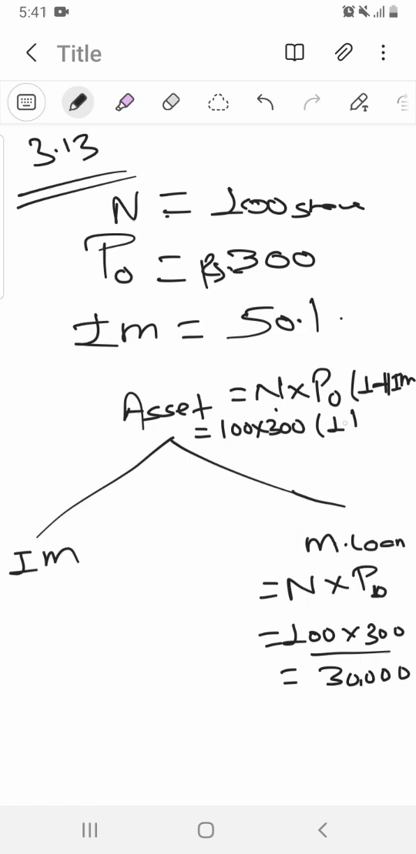 5:41
Title
3.13
N = 100 share
P0 = Rs.300
Im = 50.1.
Asset = N×P0 (1-Im
= 100×300 (1
Im
M.Loan
= N × P0
= 100 × 300
= 30,000